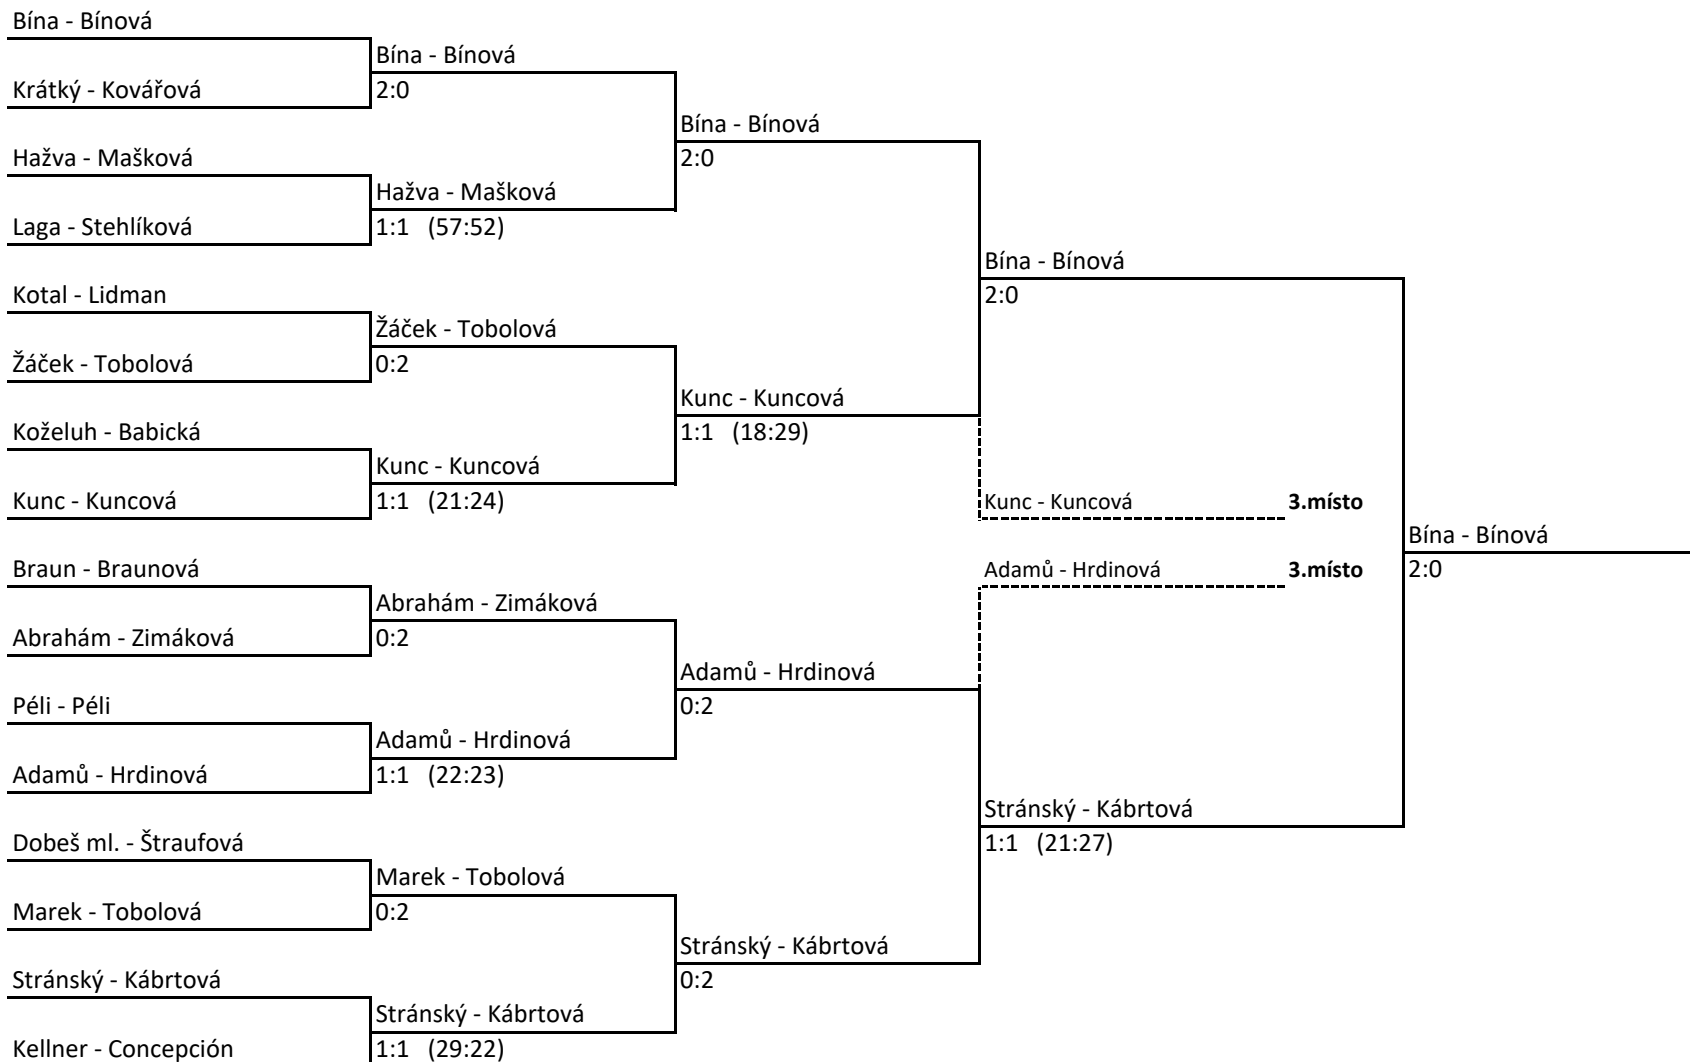 Bína - Bínová
Bína - Bínová
Krátký - Kovářová
2:0
Bína - Bínová
Hažva - Mašková
2:0
Hažva - Mašková
Laga - Stehlíková
1:1 (57:52)
Bína - Bínová
Kotal - Lidman
2:0
Žáček - Tobolová
Žáček - Tobolová
0:2
Kunc - Kuncová
Koželuh - Babická
1:1 (18:29)
Kunc - Kuncová
Kunc - Kuncová
1:1 (21:24)
Kunc - Kuncová 3.místo
Bína - Bínová
Braun - Braunová
Adamů - Hrdinová 3.místo
2:0
Abrahám - Zimáková
Abrahám - Zimáková
0:2
Adamů - Hrdinová
Péli - Péli
0:2
Adamů - Hrdinová
Adamů - Hrdinová
1:1 (22:23)
Stránský - Kábrtová
Dobeš ml. - Štraufová
1:1 (21:27)
Marek - Tobolová
Marek - Tobolová
0:2
Stránský - Kábrtová
Stránský - Kábrtová
0:2
Stránský - Kábrtová
Kellner - Concepción
1:1 (29:22)